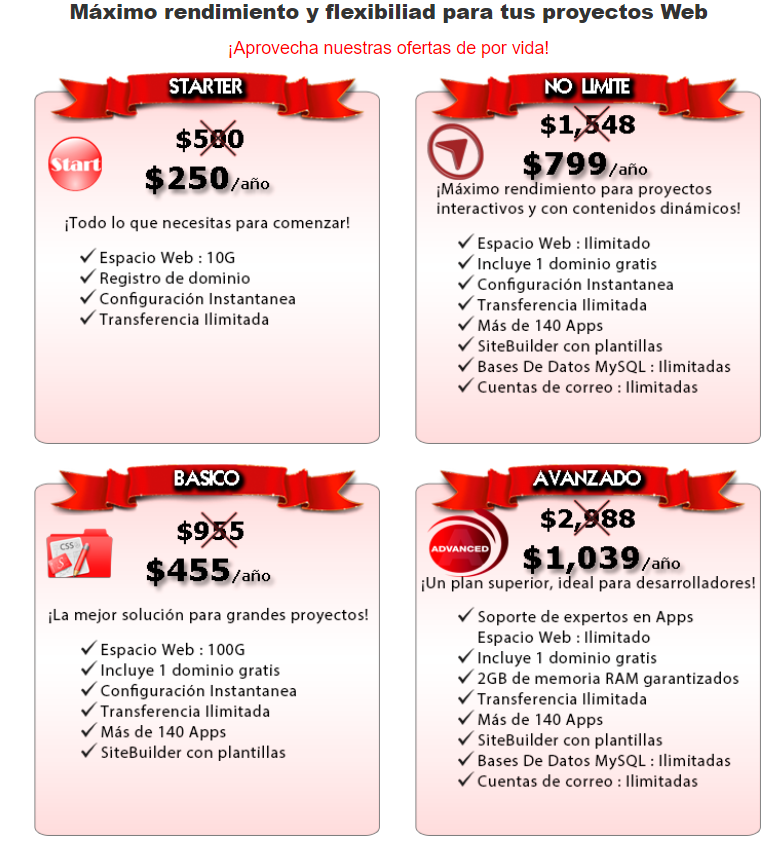 Máximo rendimiento y flexibiliad para tus proyectos Web
¡Aprovecha nuestras ofertas de por vida!
STARTER
Start
$500
$250/año
¡Todo lo que necesitas para comenzar!
Espacio Web : 10G
Registro de dominio
Configuración Instantanea
Transferencia Ilimitada
NO LIMITE
$1,548
$799/año
¡Máximo rendimiento para proyectos
interactivos y con contenidos dinámicos!
Espacio Web : Ilimitado
Incluye 1 dominio gratis
Configuración Instantanea
Transferencia Ilimitada
Más de 140 Apps
SiteBuilder con plantillas
Bases De Datos MySQL : Ilimitadas
Cuentas de correo : Ilimitadas
BASICO
CSS
$955
$455/año
¡La mejor solución para grandes proyectos!
Espacio Web : 100G
Incluye 1 dominio gratis
Configuración Instantanea
Transferencia Ilimitada
Más de 140 Apps
SiteBuilder con plantillas
AVANZADO
ADVANCED
$2,988
$1,039/año
¡Un plan superior, ideal para desarrolladores!
Soporte de expertos en Apps
Espacio Web : Ilimitado
Incluye 1 dominio gratis
2GB de memoria RAM garantizados
Transferencia Ilimitada
Más de 140 Apps
SiteBuilder con plantillas
Bases De Datos MySQL : Ilimitadas
Cuentas de correo : Ilimitadas